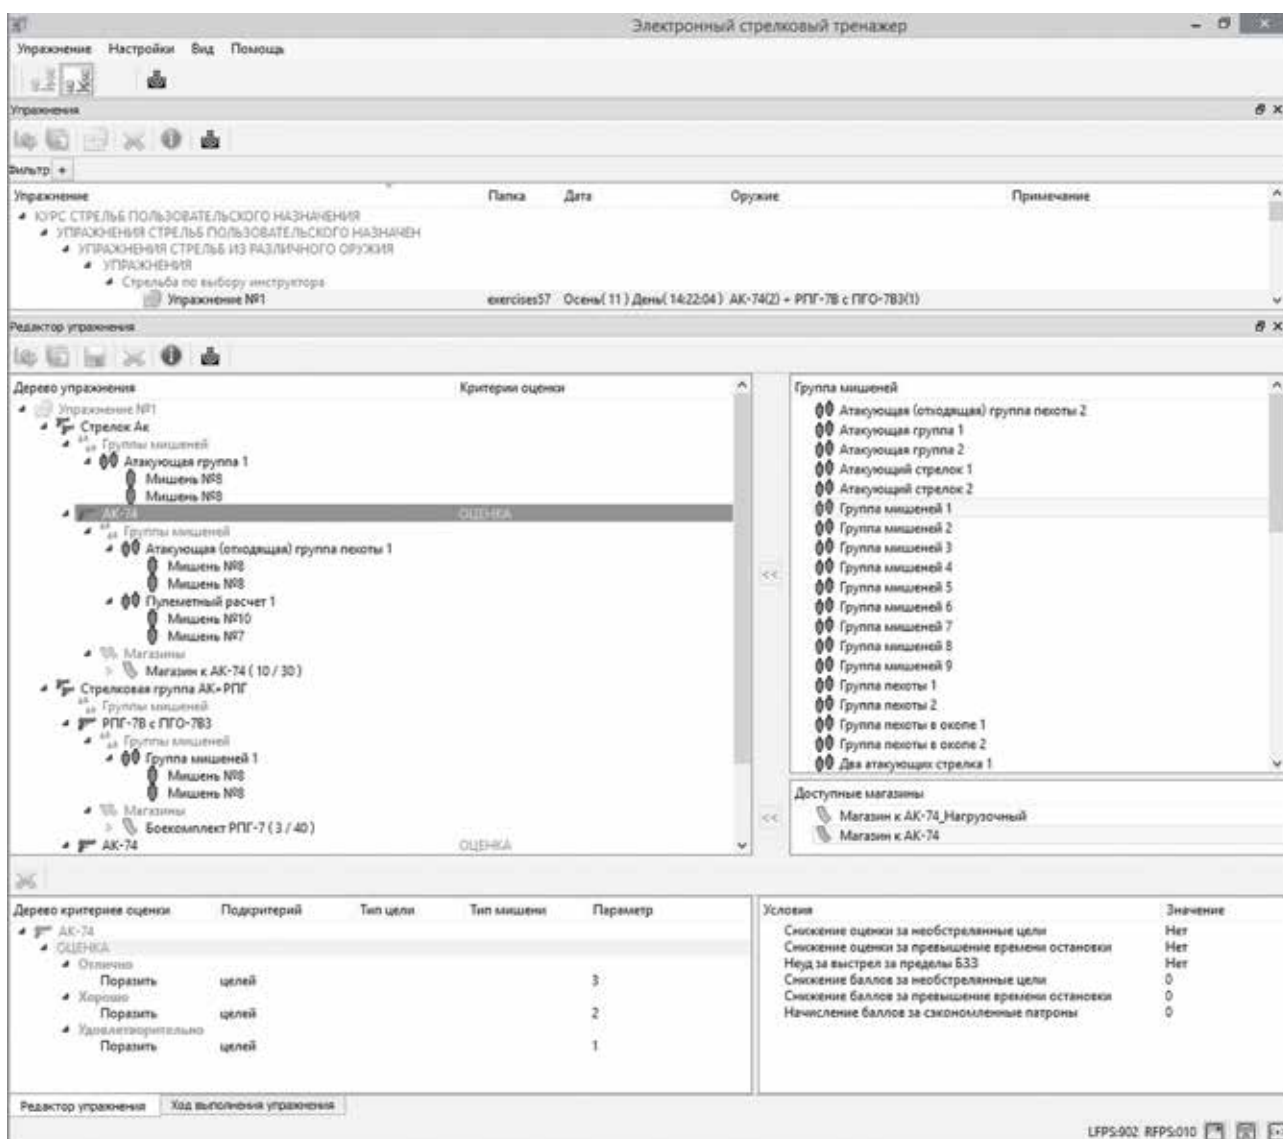 Электронный стрелковый тренажер
Упражнение Настройки Вид Помощь
Упражнения
Фильтр +
Упражнение Папка Дата Оружие Примечание
КУРС СТРЕЛЬБ ПОЛЬЗОВАТЕЛЬСКОГО НАЗНАЧЕНИЯ
УПРАЖНЕНИЯ СТРЕЛЬБ ПОЛЬЗОВАТЕЛЬСКОГО НАЗНАЧЕН
УПРАЖНЕНИЯ СТРЕЛЬБ ИЗ РАЗЛИЧНОГО ОРУЖИЯ
УПРАЖНЕНИЯ
Стрельба по выбору инструктора
Упражнение №1 exercises57 Осень( 11 ) День( 14:22:04 ) АК-74(2) + РПГ-7В с ПГО-7В3(1)
Редактор упражнения
Дерево упражнения Критерии оценки
Упражнение №1
Стрелок Ак
Группы мишеней
Атакующая группа 1
Мишень №8
Мишень №8
АК-74 ОЦЕНКА
Группы мишеней
Атакующая (отходящая) группа пехоты 1
Мишень №8
Мишень №8
Пулеметный расчет 1
Мишень №10
Мишень №7
Магазины
Магазин к АК-74 ( 10 / 30 )
Стрелковая группа АК+РПГ
Группы мишеней
РПГ-7В с ПГО-7В3
Группы мишеней
Группа мишеней 1
Мишень №8
Мишень №8
Магазины
Боекомплект РПГ-7 ( 3 / 40 )
АК-74 ОЦЕНКА
Группа мишеней
Атакующая (отходящая) группа пехоты 2
Атакующая группа 1
Атакующая группа 2
Атакующий стрелок 1
Атакующий стрелок 2
Группа мишеней 1
Группа мишеней 2
Группа мишеней 3
Группа мишеней 4
Группа мишеней 5
Группа мишеней 6
Группа мишеней 7
Группа мишеней 8
Группа мишеней 9
Группа пехоты 1
Группа пехоты 2
Группа пехоты в окопе 1
Группа пехоты в окопе 2
Два атакующих стрелка 1
<<
Доступные магазины
Магазин к АК-74_Нагрузочный
Магазин к АК-74
<<
Дерево критериев оценки Подкритерий Тип цели Тип мишени Параметр
АК-74
ОЦЕНКА
Отлично
Поразить целей 3
Хорошо
Поразить целей 2
Удовлетворительно
Поразить целей 1
Условия Значение
Снижение оценки за необстрелянные цели Нет
Снижение оценки за превышение времени остановки Нет
Неуд за выстрел за пределы БЗЗ Нет
Снижение баллов за необстрелянные цели 0
Снижение баллов за превышение времени остановки 0
Начисление баллов за сэкономленные патроны 0
Редактор упражнения Ход выполнения упражнения
LFPS:902 RFPS:010